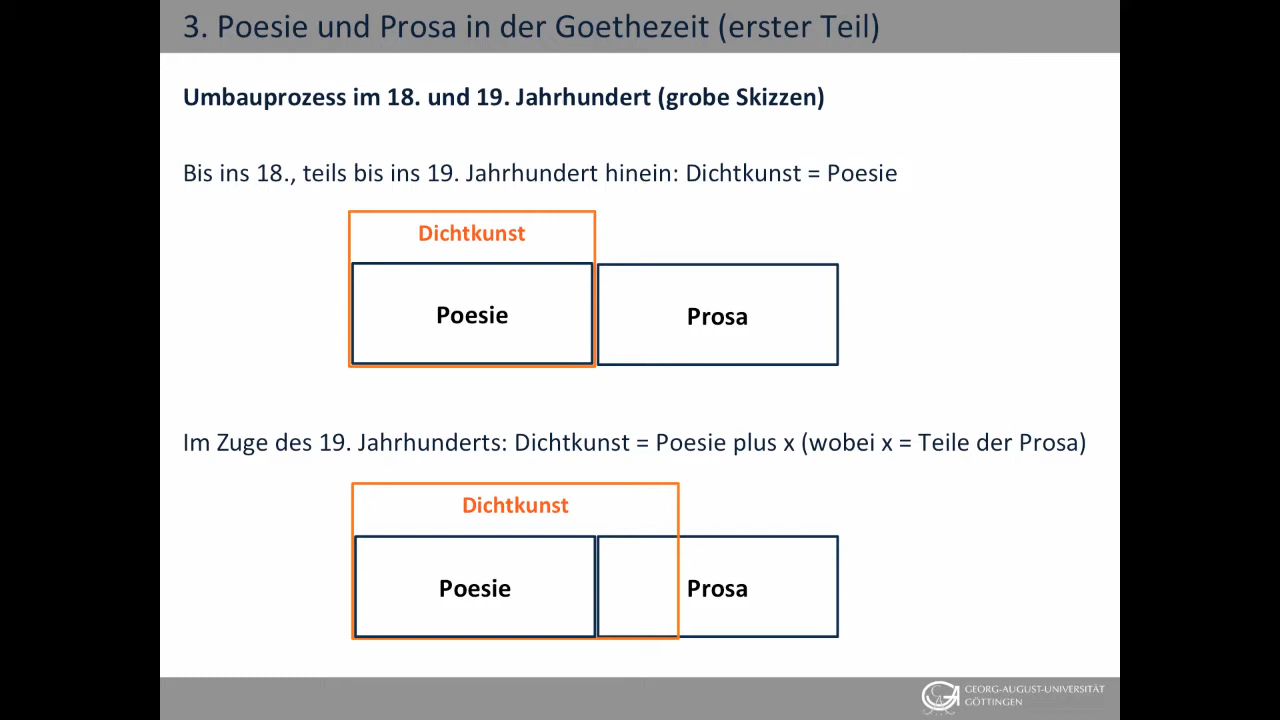 3. Poesie und Prosa in der Goethezeit (erster Teil)
Umbauprozess im 18. und 19. Jahrhundert (grobe Skizzen)
Bis ins 18., teils bis ins 19. Jahrhundert hinein: Dichtkunst = Poesie
Dichtkunst
Poesie
Prosa
Im Zuge des 19. Jahrhunderts: Dichtkunst = Poesie plus x (wobei x = Teile der Prosa)
Dichtkunst
Poesie
Prosa
GEORG-AUGUST-UNIVERSITÄT
GÖTTINGEN